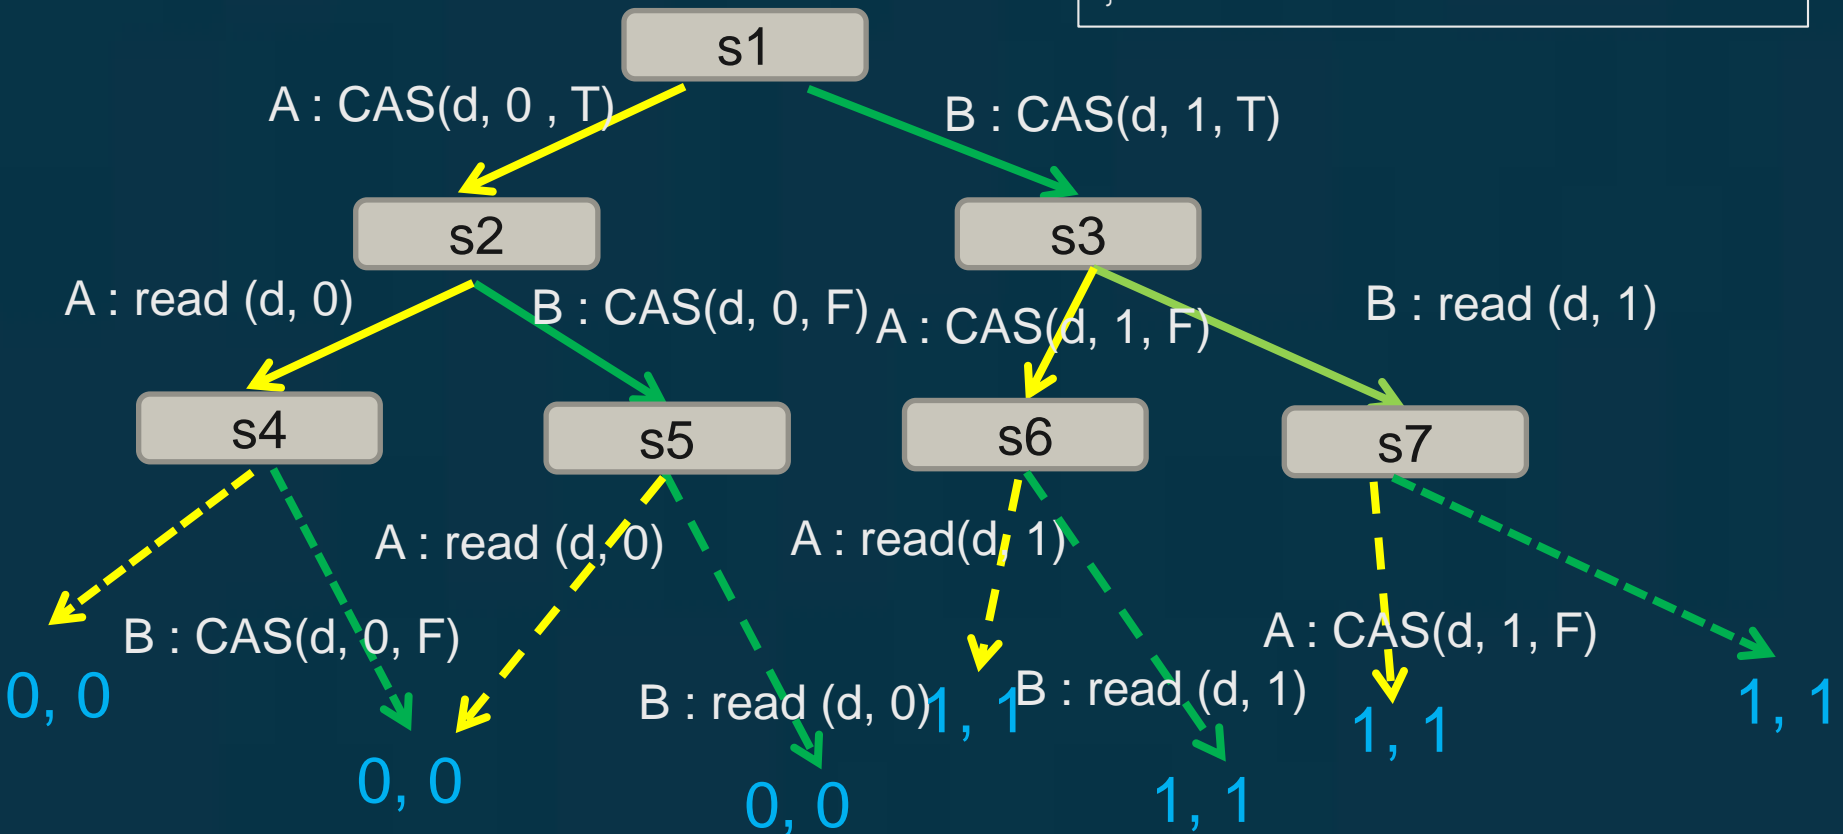 }
s1
A : CAS(d, 0 , T)
B : CAS(d, 1, T)
s2
s3
A : read (d, 0)
B : CAS(d, 0, F)
A : CAS(d, 1, F)
B : read (d, 1)
s4
s5
s6
s7
A : read (d, 0)
A : read(d, 1)
B : CAS(d, 0, F)
A : CAS(d, 1, F)
0, 0
B : read (d, 0)
1, 1
B : read (d, 1)
1, 1
1, 1
0, 0
0, 0
1, 1